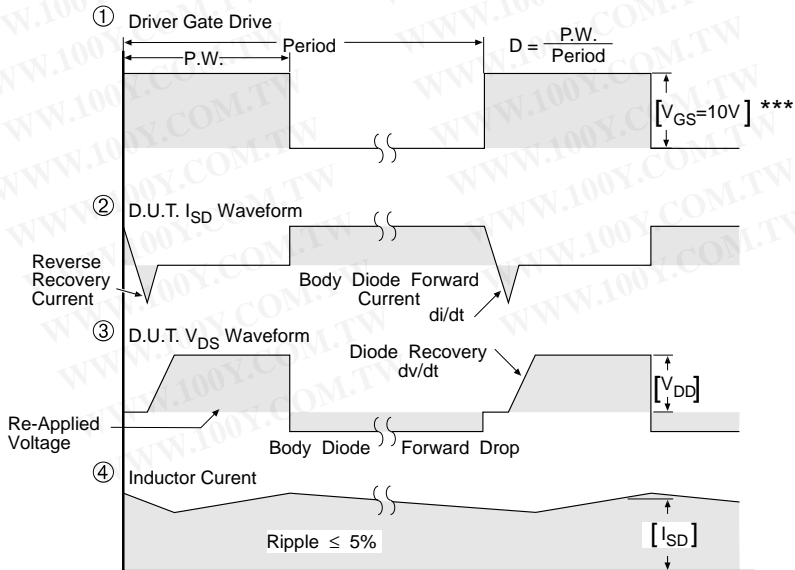 ① Driver Gate Drive
P.W.
Period
D = P.W.
Period
[VGS=10V] ***
② D.U.T. ISD Waveform
Reverse
Recovery
Current
Body Diode Forward
Current
di/dt
③ D.U.T. VDS Waveform
Diode Recovery
dv/dt
[VDD]
Re-Applied
Voltage
Body Diode Forward Drop
④ Inductor Curent
Ripple ≤ 5%
[ISD]
WWW.100Y.COM.TW